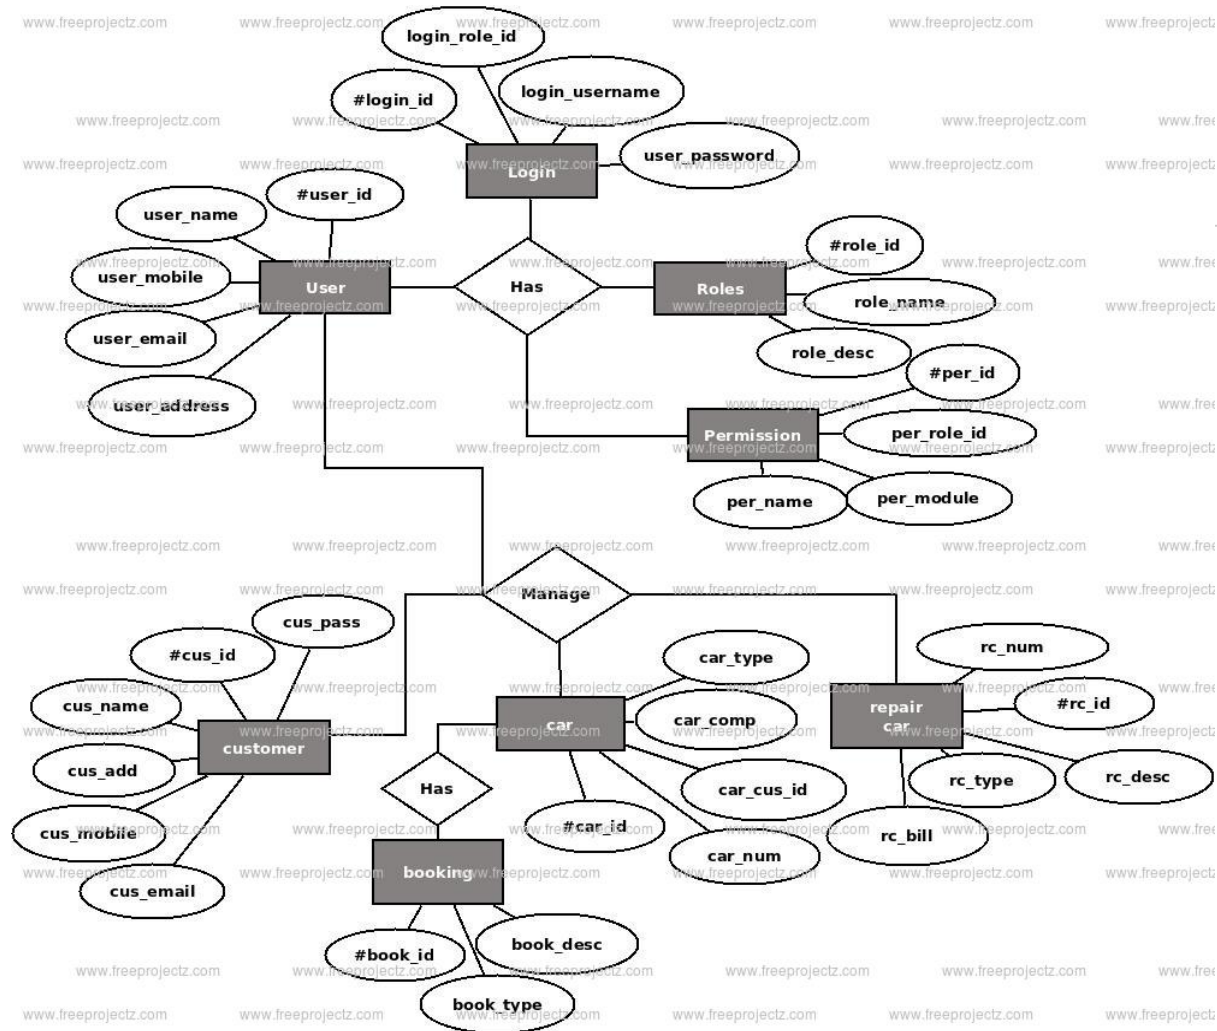 login_role_id
#login_id
login_username
user_password
Login
#user_id
user_name
user_mobile
user_email
user_address
User
Has
Roles
#role_id
role_name
role_desc
Permission
#per_id
per_role_id
per_module
per_name
Manage
cus_pass
#cus_id
cus_name
cus_add
cus_mobile
cus_email
customer
car
car_type
car_comp
car_cus_id
car_num
#car_id
repair
car
rc_num
#rc_id
rc_desc
rc_type
rc_bill
Has
booking
#book_id
book_desc
book_type
www.freeprojectz.com